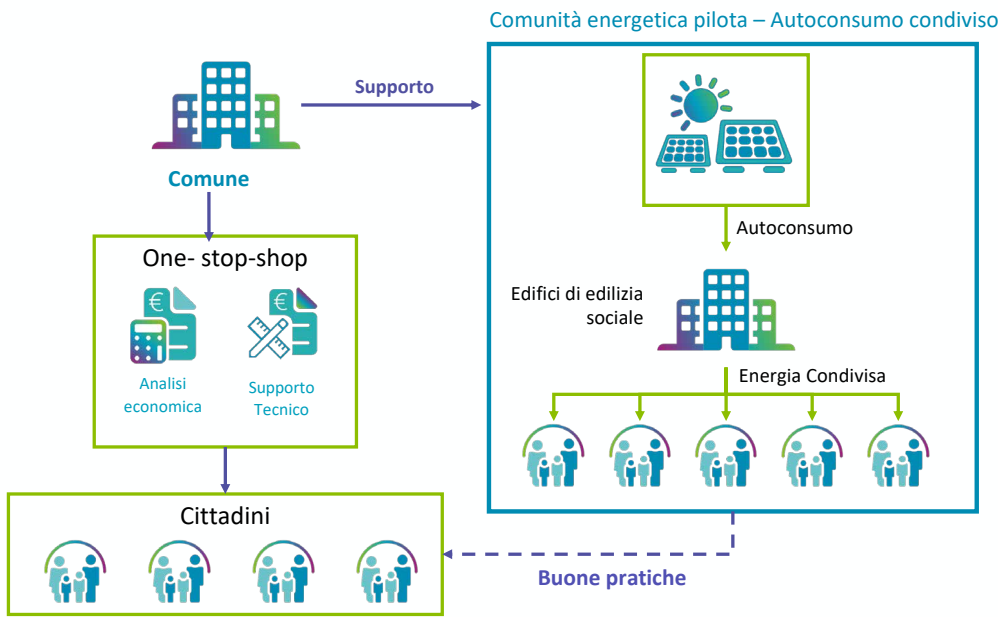 Comunità energetica pilota – Autoconsumo condiviso
Supporto
Comune
Autoconsumo
One- stop-shop
€
€
Analisi
economica
Supporto
Tecnico
Edifici di edilizia
sociale
Energia Condivisa
Cittadini
Buone pratiche